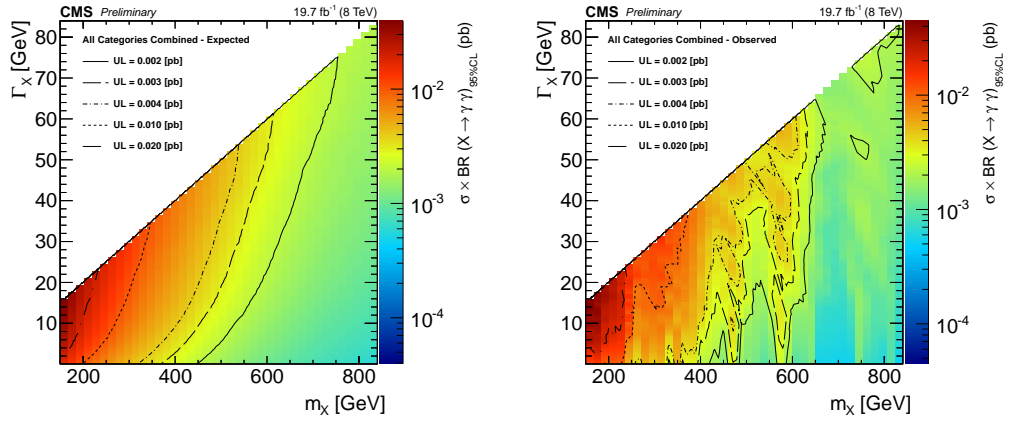 CMS Preliminary 19.7 fb⁻¹ (8 TeV)
Γ_X [GeV]
80
70
60
50
40
30
20
10
All Categories Combined - Expected
UL = 0.002 [pb]
UL = 0.003 [pb]
UL = 0.004 [pb]
UL = 0.010 [pb]
UL = 0.020 [pb]
200 400 600 800
m_X [GeV]
10⁻²
10⁻³
10⁻⁴
σ × BR (X → γ γ)_95%CL (pb)
CMS Preliminary 19.7 fb⁻¹ (8 TeV)
Γ_X [GeV]
80
70
60
50
40
30
20
10
All Categories Combined - Observed
UL = 0.002 [pb]
UL = 0.003 [pb]
UL = 0.004 [pb]
UL = 0.010 [pb]
UL = 0.020 [pb]
200 400 600 800
m_X [GeV]
10⁻²
10⁻³
10⁻⁴
σ × BR (X → γ γ)_95%CL (pb)